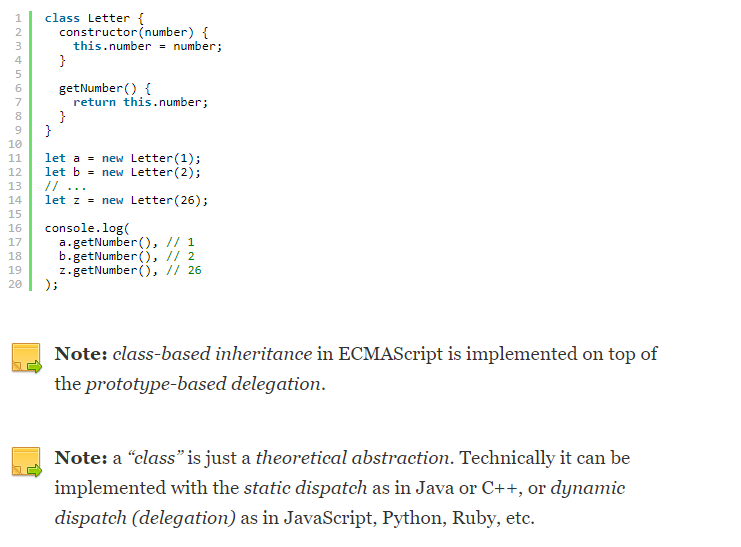 1 class Letter {
2   constructor(number) {
3     this.number = number;
4   }
5
6   getNumber() {
7     return this.number;
8   }
9 }
10
11 let a = new Letter(1);
12 let b = new Letter(2);
13 // ...
14 let z = new Letter(26);
15
16 console.log(
17   a.getNumber(), // 1
18   b.getNumber(), // 2
19   z.getNumber(), // 26
20 );
Note: class-based inheritance in ECMAScript is implemented on top of
the prototype-based delegation.
Note: a “class” is just a theoretical abstraction. Technically it can be
implemented with the static dispatch as in Java or C++, or dynamic
dispatch (delegation) as in JavaScript, Python, Ruby, etc.